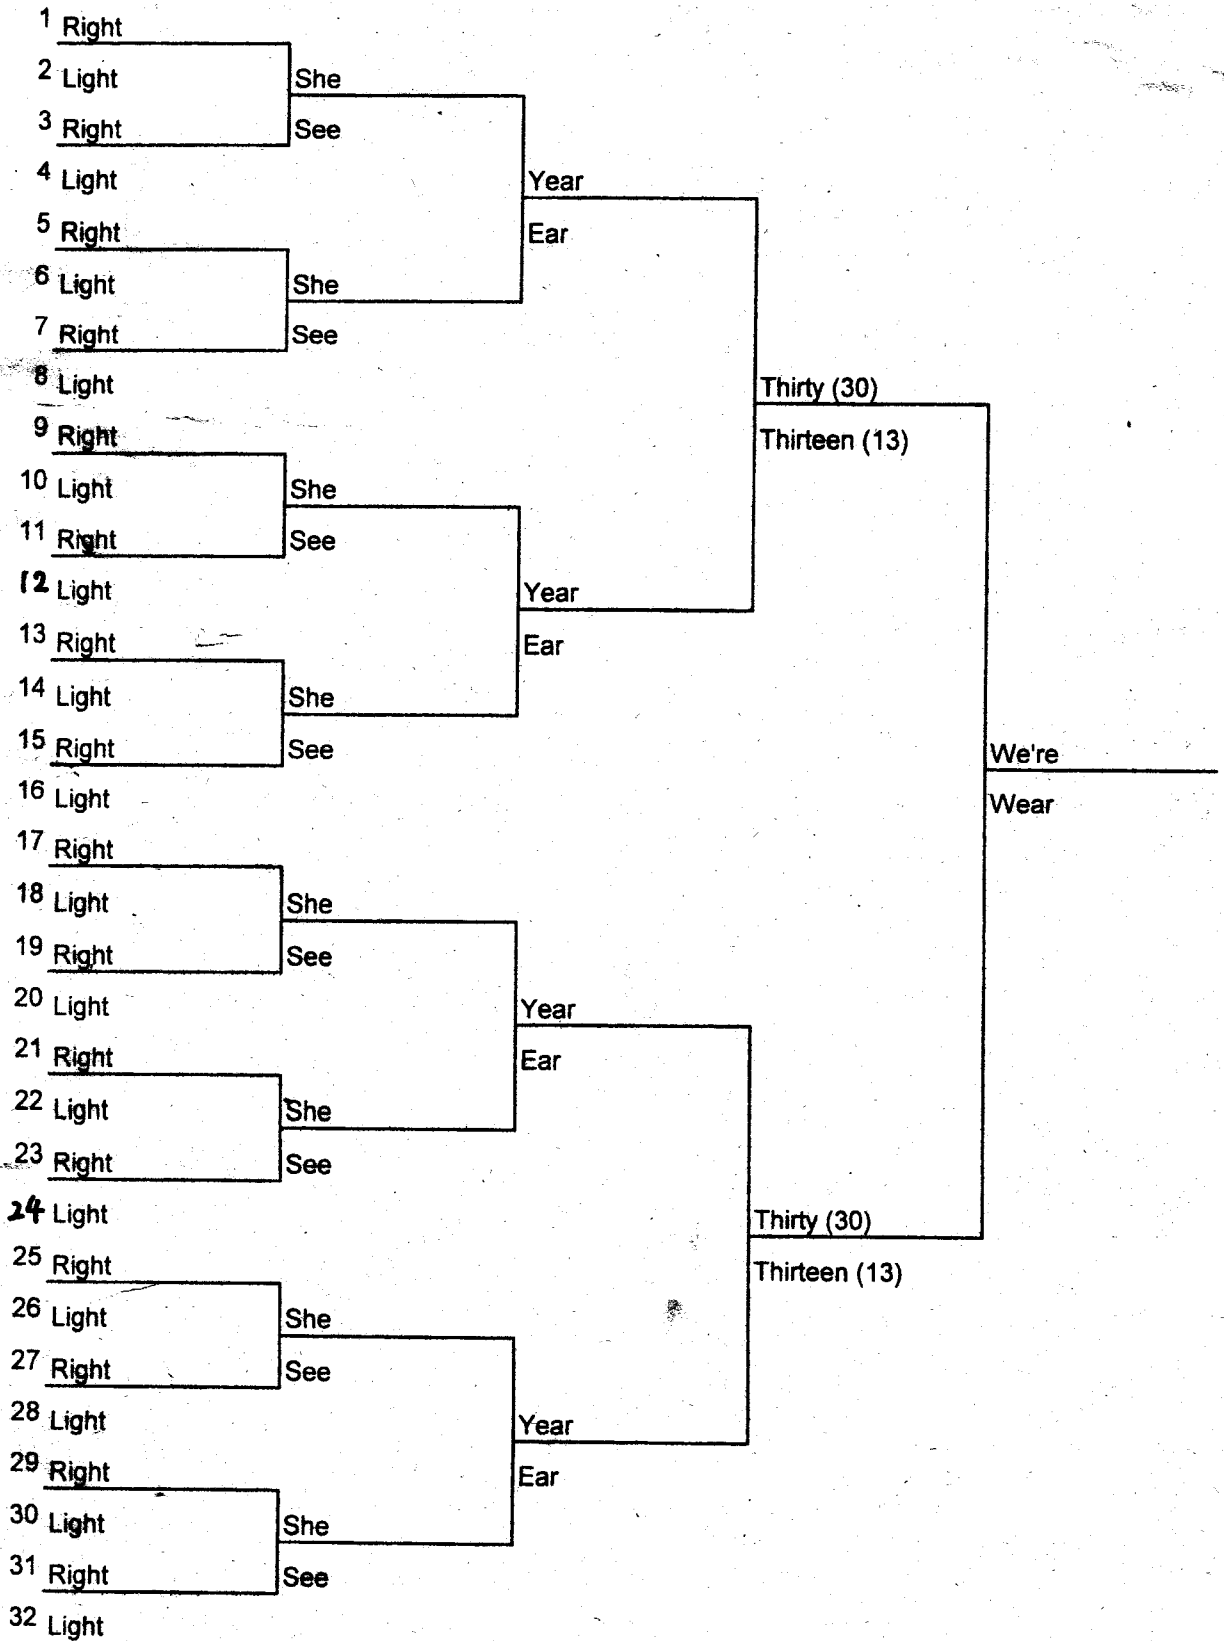 1 Right
2 Light
She
3 Right
See
4 Light
Year
5 Right
Ear
6 Light
She
7 Right
See
8 Light
Thirty (30)
9 Right
Thirteen (13)
10 Light
She
11 Right
See
12 Light
Year
13 Right
Ear
14 Light
She
15 Right
See
We're
16 Light
Wear
17 Right
18 Light
She
19 Right
See
20 Light
Year
21 Right
Ear
22 Light
She
23 Right
See
24 Light
Thirty (30)
25 Right
Thirteen (13)
26 Light
She
27 Right
See
28 Light
Year
29 Right
Ear
30 Light
She
31 Right
See
32 Light